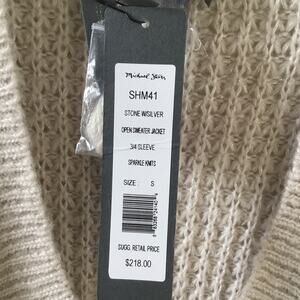 Michael Stars
SHM41
STONE W/SILVER
OPEN SWEATER JACKET
3/4 SLEEVE
SPARKLE KNITS
SIZE: S
SUGG. RETAIL PRICE
$218.00